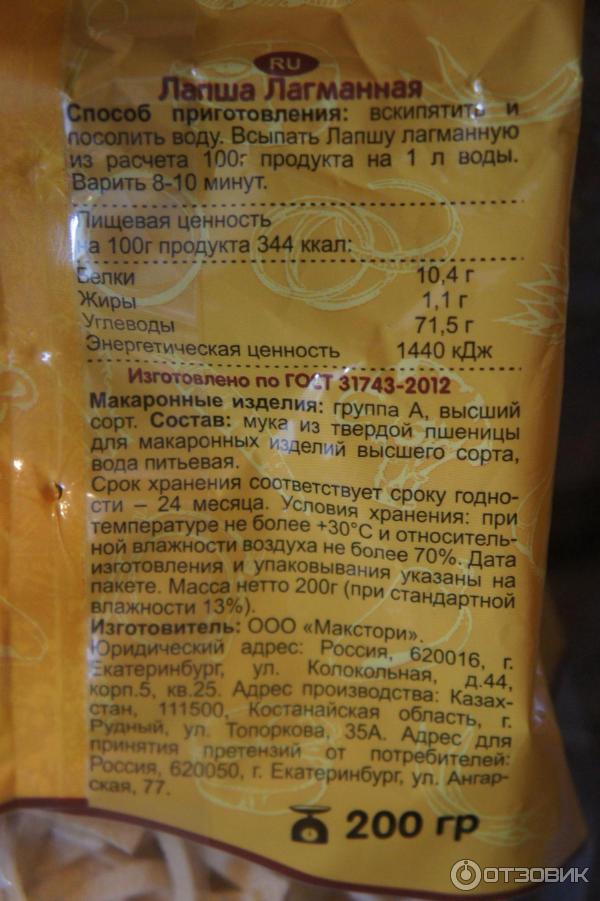 RU
Лапша Лагманная
Способ приготовления: вскипятить и
посолить воду. Всыпать Лапшу лагманную
из расчета 100г продукта на 1 л воды.
Варить 8-10 минут.
Пищевая ценность
на 100г продукта 344 ккал:
Белки 10,4 г
Жиры 1,1 г
Углеводы 71,5 г
Энергетическая ценность 1440 кДж
Изготовлено по ГОСТ 31743-2012
Макаронные изделия: группа А, высший
сорт. Состав: мука из твердой пшеницы
для макаронных изделий высшего сорта,
вода питьевая.
Срок хранения соответствует сроку годно-
сти – 24 месяца. Условия хранения: при
температуре не более +30°С и относитель-
ной влажности воздуха не более 70%. Дата
изготовления и упаковывания указаны на
пакете. Масса нетто 200г (при стандартной
влажности 13%).
Изготовитель: ООО «Макстори».
Юридический адрес: Россия, 620016, г.
Екатеринбург, ул. Колокольная, д.44,
корп.5, кв.25. Адрес производства: Казах-
стан, 111500, Костанайская область, г.
Рудный, ул. Топоркова, 35А. Адрес для
принятия претензий от потребителей:
Россия, 620050, г. Екатеринбург, ул. Ангар-
ская, 77.
200 гр
ОТЗОВИК